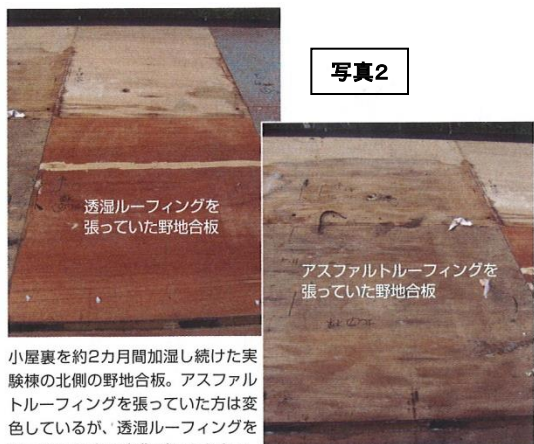 写真2
透湿ルーフィングを
張っていた野地合板
アスファルトルーフィングを
張っていた野地合板
小屋裏を約2カ月間加湿し続けた実
験棟の北側の野地合板。アスファル
トルーフィングを張っていた方は変
色しているが、透湿ルーフィングを